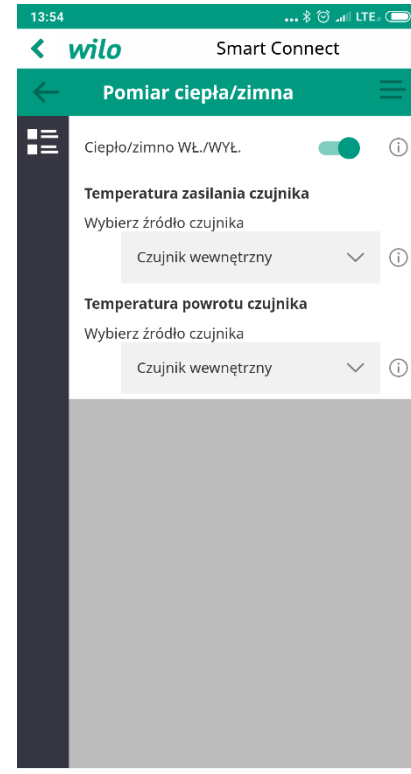 13:54 ... LTE
wilo Smart Connect
Pomiar ciepła/zimna
Ciepło/zimno WŁ./WYŁ.
Temperatura zasilania czujnika
Wybierz źródło czujnika
Czujnik wewnętrzny
Temperatura powrotu czujnika
Wybierz źródło czujnika
Czujnik wewnętrzny